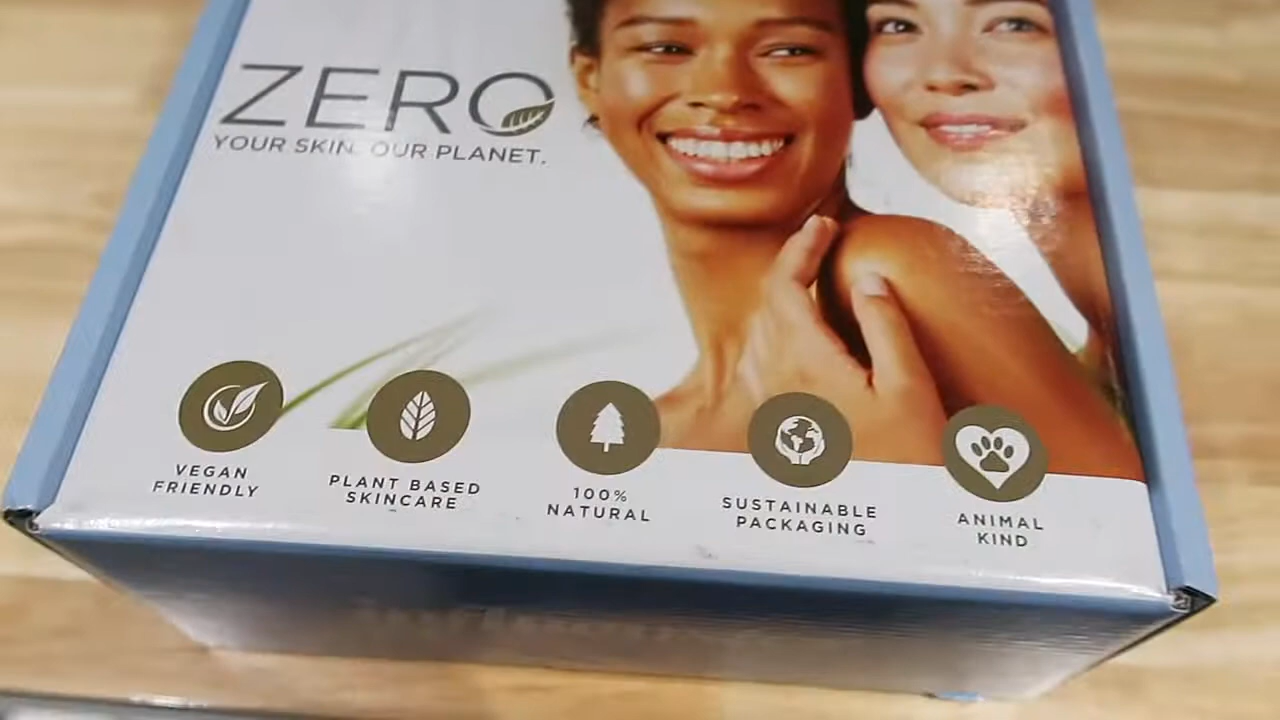 ZERO
YOUR SKIN. OUR PLANET.
VEGAN
FRIENDLY
PLANT BASED
SKINCARE
100%
NATURAL
SUSTAINABLE
PACKAGING
ANIMAL
KIND